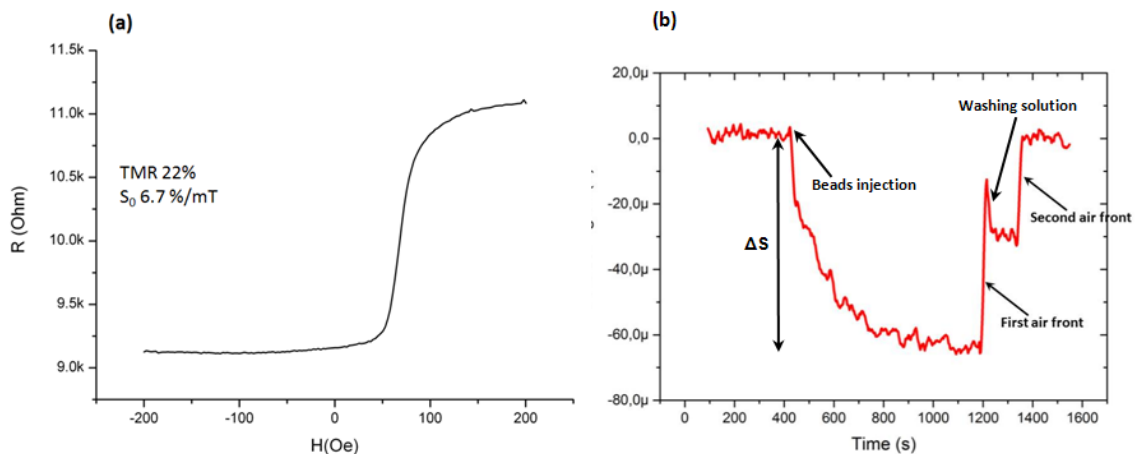 (a)
11.5k
11.0k
10.5k
10.0k
9.5k
9.0k
R (Ohm)
TMR 22%
S₀ 6.7 %/mT
-200
-100
0
100
200
H(Oe)
(b)
20,0µ
0,0
-20,0µ
-40,0µ
-60,0µ
-80,0µ
Washing solution
Beads injection
Second air front
ΔS
First air front
0
200
400
600
800
1000
1200
1400
1600
Time (s)